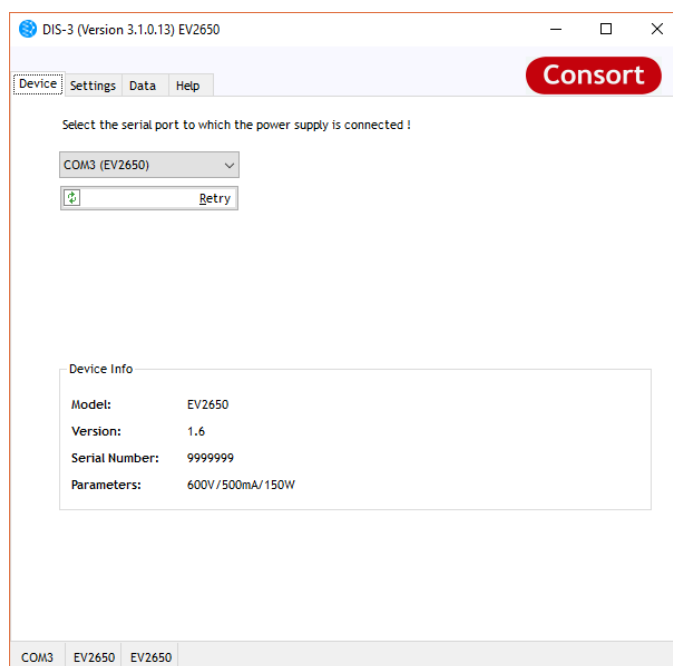 DIS-3 (Version 3.1.0.13) EV2650
Consort
Device Settings Data Help
Select the serial port to which the power supply is connected !
COM3 (EV2650)
Retry
Device Info
Model: EV2650
Version: 1.6
Serial Number: 9999999
Parameters: 600V/500mA/150W
COM3 EV2650 EV2650